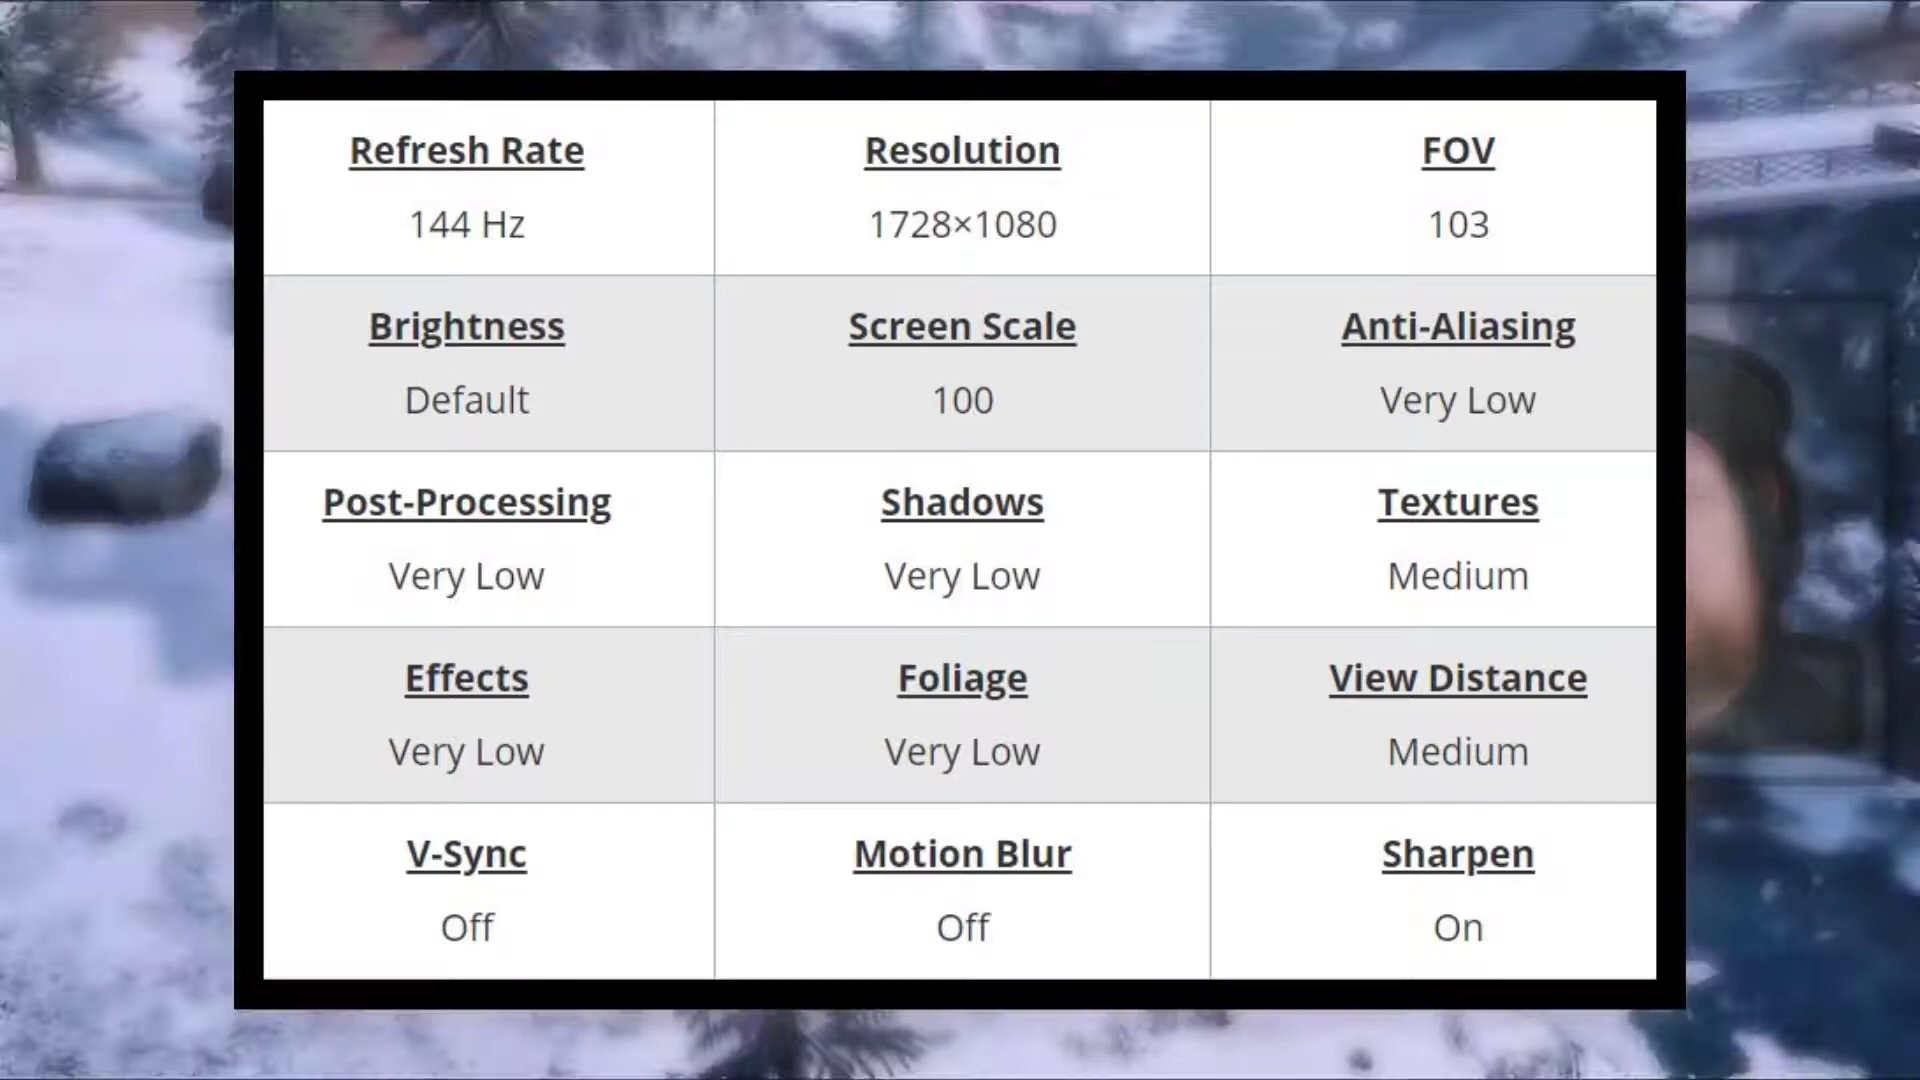 Refresh Rate
144 Hz
Resolution
1728×1080
FOV
103
Brightness
Default
Screen Scale
100
Anti-Aliasing
Very Low
Post-Processing
Very Low
Shadows
Very Low
Textures
Medium
Effects
Very Low
Foliage
Very Low
View Distance
Medium
V-Sync
Off
Motion Blur
Off
Sharpen
On